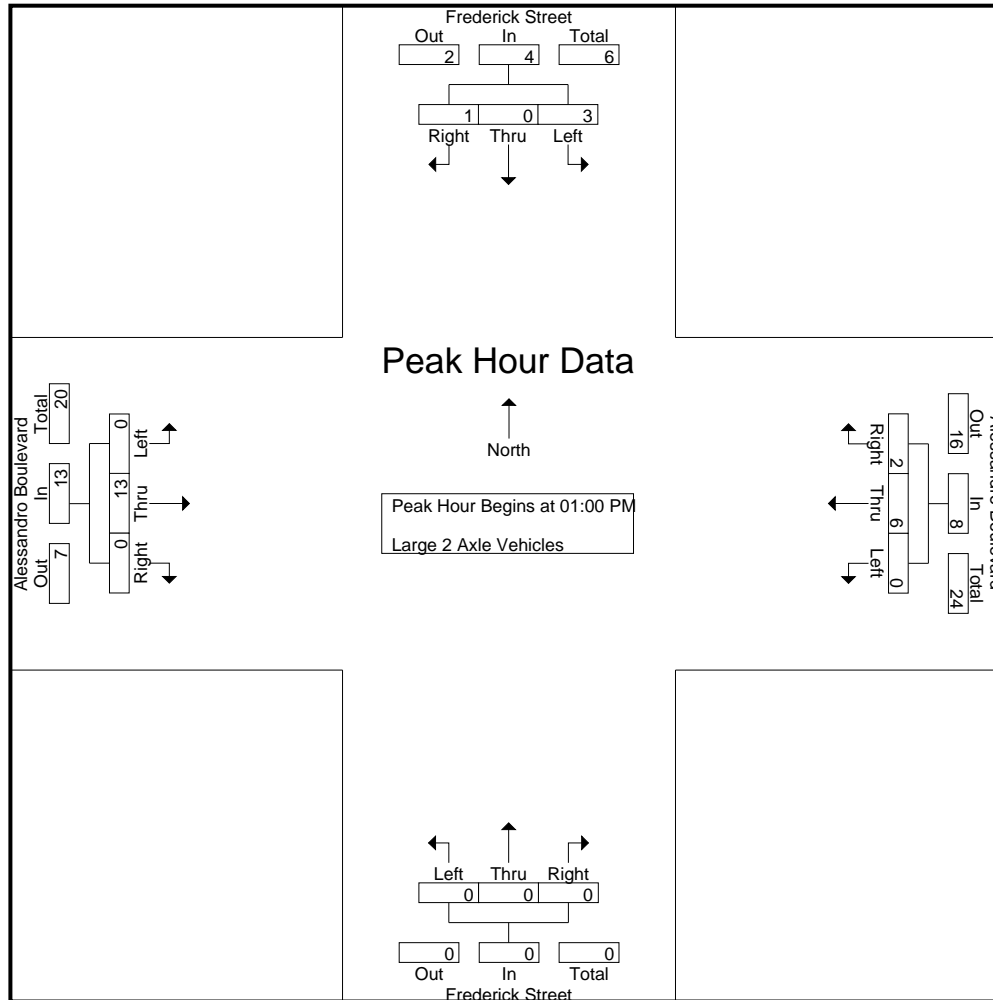 Frederick Street
Out In Total
2 4 6
1 0 3
Right Thru Left
Peak Hour Data
North
Peak Hour Begins at 01:00 PM
Large 2 Axle Vehicles
Alessandro Boulevard
Total In Out
20 13 7
0 13 0
Left Thru Right
Out In Total
16 8 24
2 6 0
Right Thru Left
Left Thru Right
0 0 0
0 0 0
Out In Total
Frederick Street